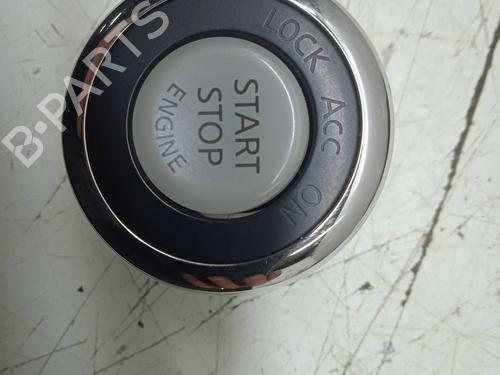 B-PARTS
LOCK ACC ON
START
STOP
ENGINE